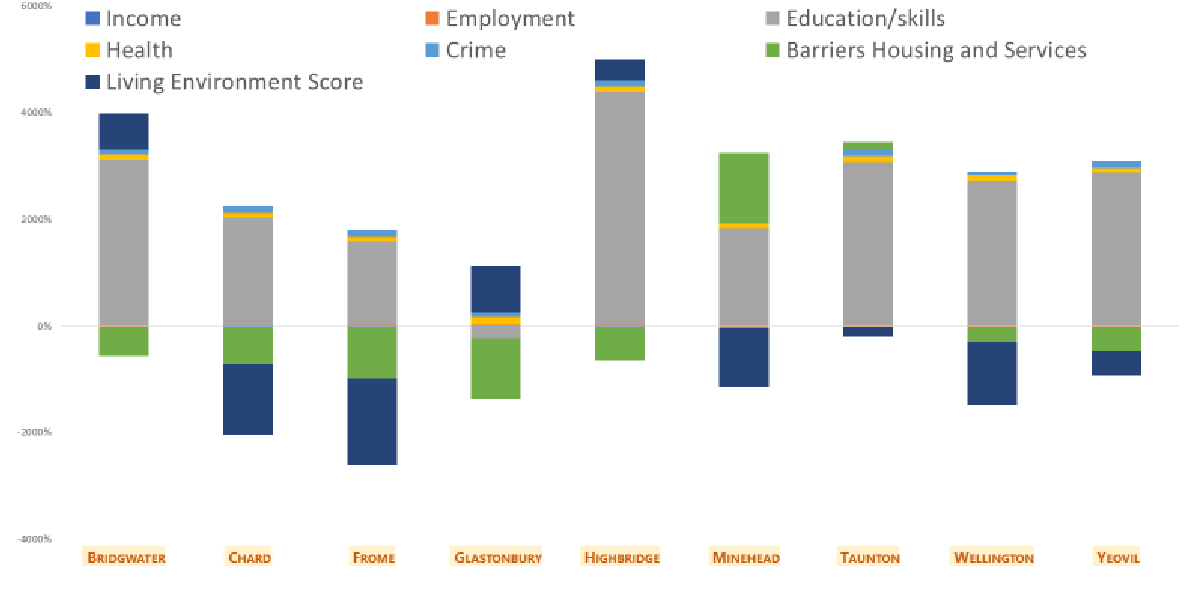 6000%
Income Employment Education/skills
Health Crime Barriers Housing and Services
Living Environment Score
4000%
2000%
0%
-2000%
-4000%
BRIDGWATER CHARD FROME GLASTONBURY HIGHBRIDGE MINEHEAD TAUNTON WELLINGTON YEOVIL